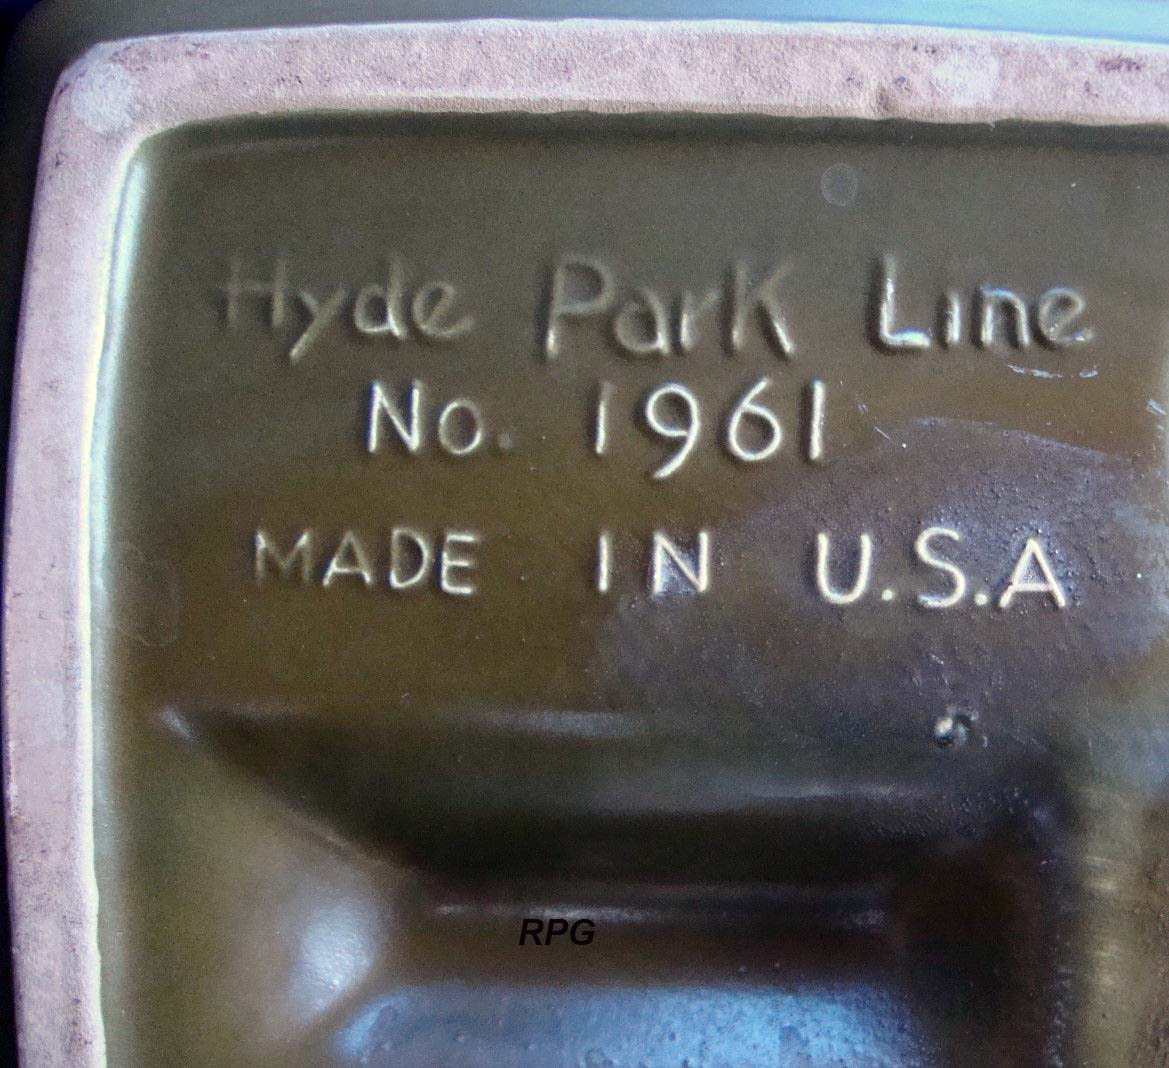 Hyde Park Line
No. 1961
MADE IN U.S.A
RPG